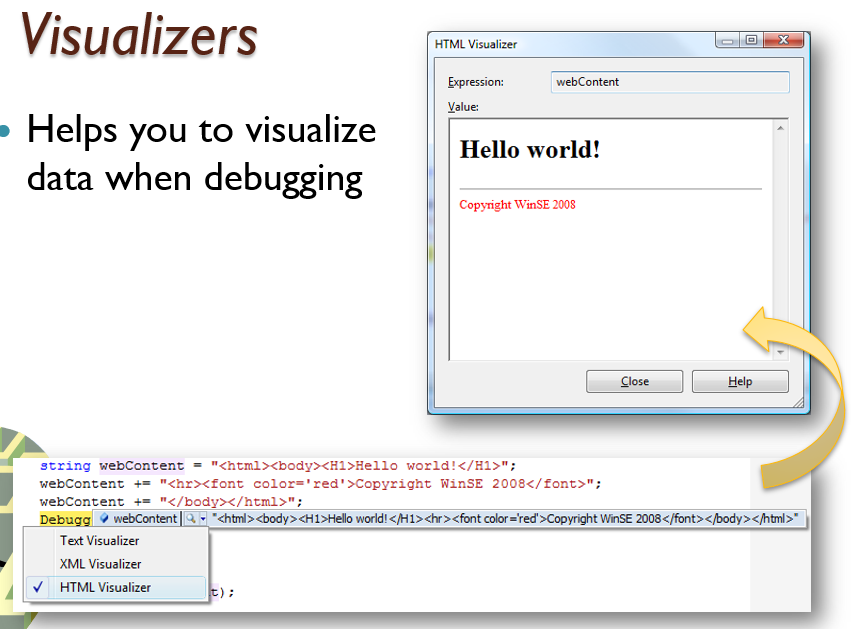 Visualizers
• Helps you to visualize
data when debugging
HTML Visualizer
Expression: webContent
Value:
Hello world!
Copyright WinSE 2008
Close Help
string webContent = "<html><body><H1>Hello world!</H1>";
webContent += "<hr><font color='red'>Copyright WinSE 2008</font>";
webContent += "</body></html>";
Debugg webContent "<html><body><H1>Hello world!</H1><hr><font color='red'>Copyright WinSE 2008</font></body></html>"
Text Visualizer
XML Visualizer
✓ HTML Visualizer
t);